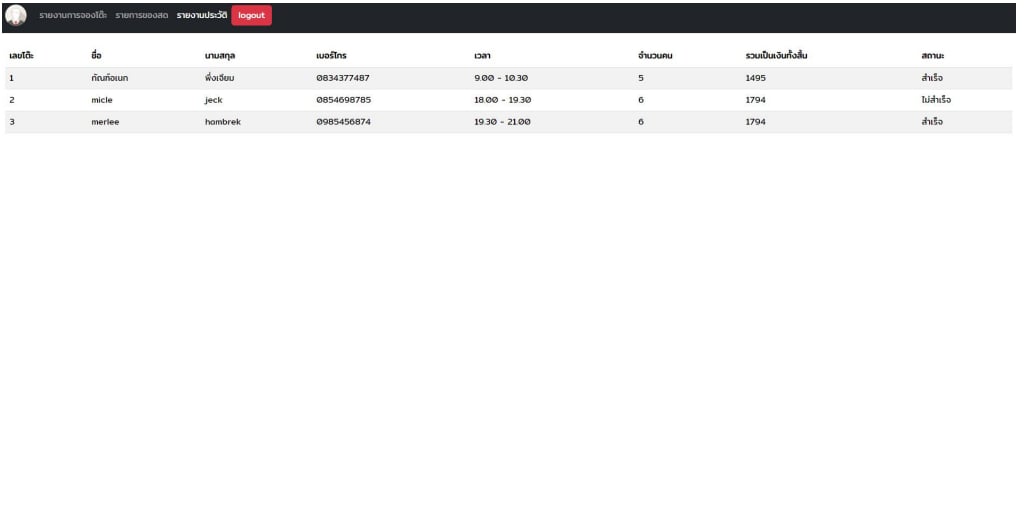 รายงานการจองโต๊ะ รายการของสด รายงานประวัติ logout
เลขโต๊ะ ชื่อ นามสกุล เบอร์โทร เวลา จำนวนคน รวมเป็นเงินทั้งสิ้น สถานะ
1 กัณฑ์อเนก พึ่งเจียม 0834377487 9.00 - 10.30 5 1495 สำเร็จ
2 micle jeck 0854698785 18.00 - 19.30 6 1794 ไม่สำเร็จ
3 merlee hombrek 0985456874 19.30 - 21.00 6 1794 สำเร็จ